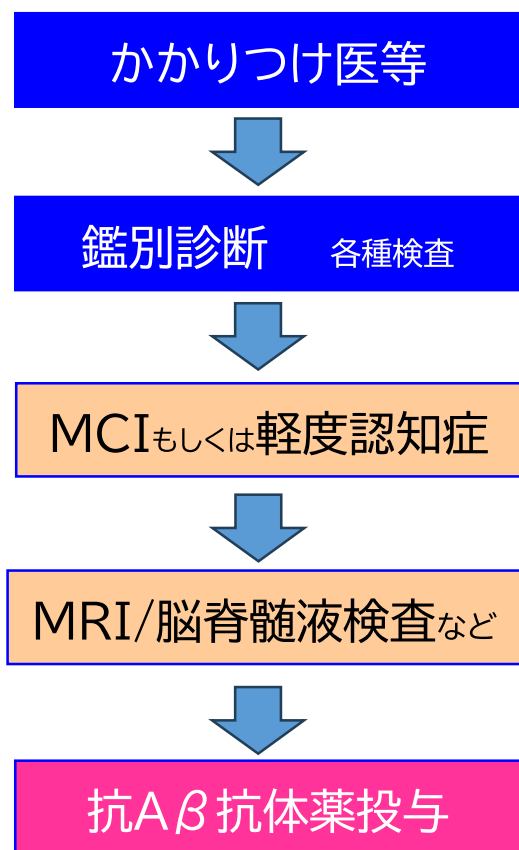 かかりつけ医等
鑑別診断 各種検査
MCIもしくは軽度認知症
MRI/脳脊髄液検査など
抗Aβ抗体薬投与